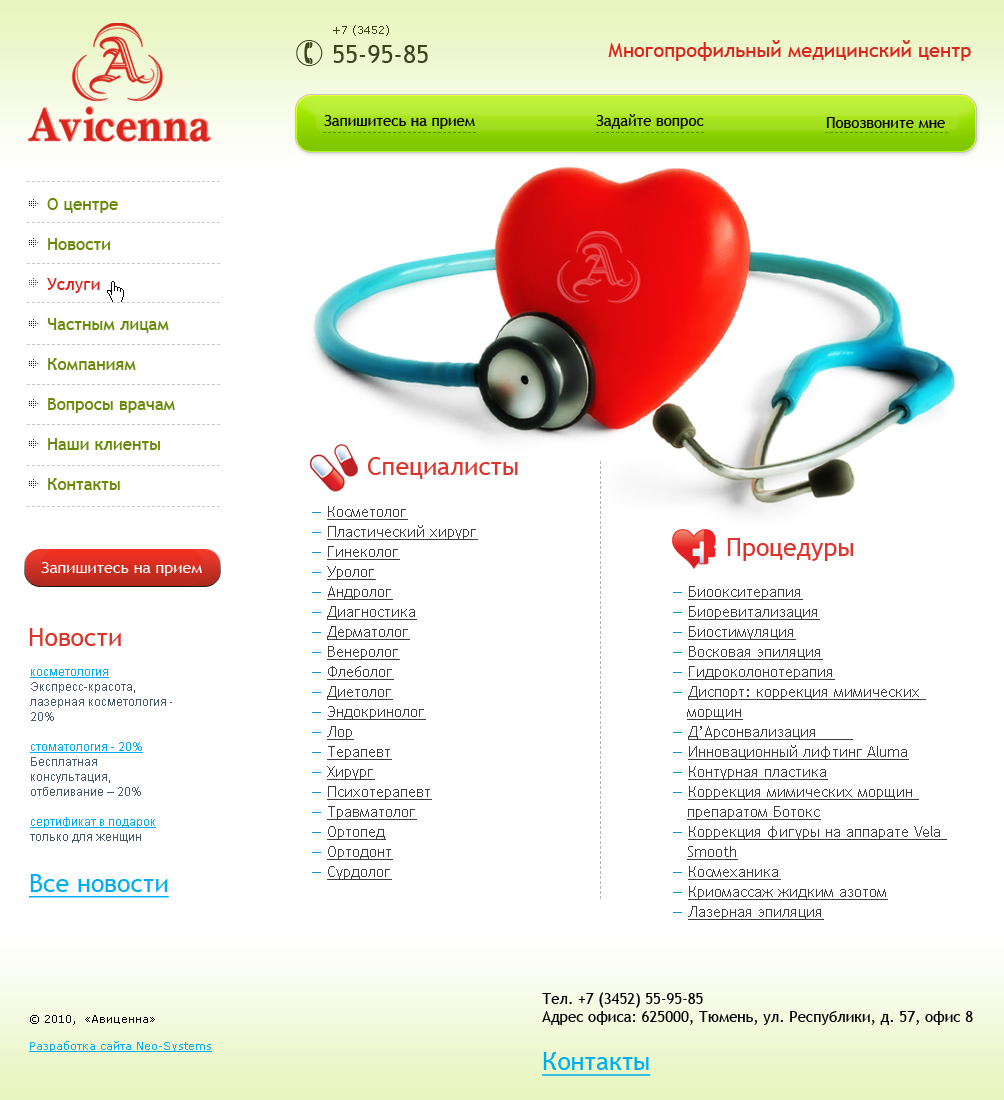 Avicenna
+7 (3452)
55-95-85
Многопрофильный медицинский центр
Запишитесь на прием
Задайте вопрос
Повозвоните мне
О центре
Новости
Услуги
Частным лицам
Компаниям
Вопросы врачам
Наши клиенты
Контакты
Запишитесь на прием
Новости
косметология
Экспресс-красота,
лазерная косметология -
20%
стоматология - 20%
Бесплатная
консультация,
отбеливание – 20%
сертификат в подарок
только для женщин
Все новости
Специалисты
– Косметолог
– Пластический хирург
– Гинеколог
– Уролог
– Андролог
– Диагностика
– Дерматолог
– Венеролог
– Флеболог
– Диетолог
– Эндокринолог
– Лор
– Терапевт
– Хирург
– Психотерапевт
– Травматолог
– Ортопед
– Ортодонт
– Сурдолог
Процедуры
– Биоокситерапия
– Биоревитализация
– Биостимуляция
– Восковая эпиляция
– Гидроколонотерапия
– Диспорт: коррекция мимических
морщин
– Д’Арсонвализация
– Инновационный лифтинг Aluma
– Контурная пластика
– Коррекция мимических морщин
препаратом Ботокс
– Коррекция фигуры на аппарате Vela
Smooth
– Космеханика
– Криомассаж жидким азотом
– Лазерная эпиляция
© 2010, «Авиценна»
Разработка сайта Neo-Systems
Тел. +7 (3452) 55-95-85
Адрес офиса: 625000, Тюмень, ул. Республики, д. 57, офис 8
Контакты